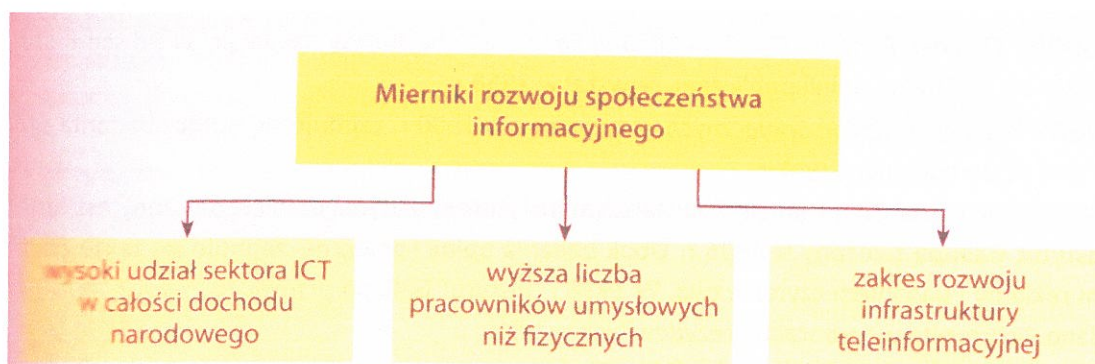 Mierniki rozwoju społeczeństwa
informacyjnego
wysoki udział sektora ICT
w całości dochodu
narodowego
wyższa liczba
pracowników umysłowych
niż fizycznych
zakres rozwoju
infrastruktury
teleinformacyjnej